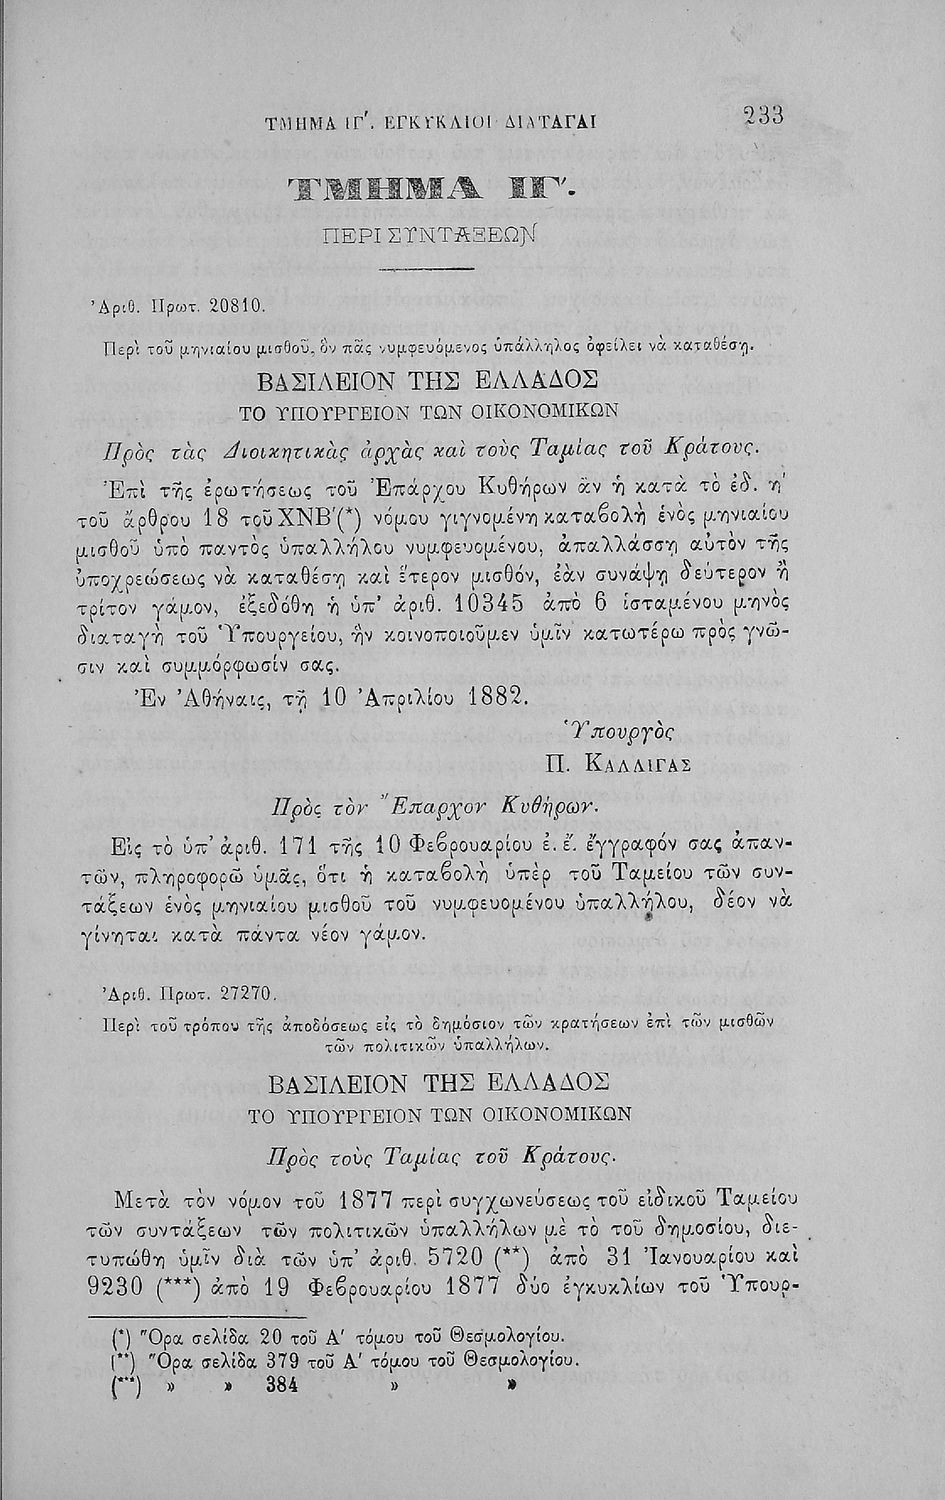 ΤΜΗΜΑ ΙΓ'. ΕΓΚΥΚΛΙΟΙ ΔΙΑΤΑΓΑΙ 233
ΤΜΗΜΑ ΙΓ'.
ΠΕΡΙ ΣΥΝΤΑΞΕΩΝ
Ἀριθ. Πρωτ. 20810.
Περὶ τοῦ μηνιαίου μισθοῦ, ὃν πᾶς νυμφευόμενος ὑπάλληλος ὀφείλει νὰ καταθέσῃ.
ΒΑΣΙΛΕΙΟΝ ΤΗΣ ΕΛΛΑΔΟΣ
ΤΟ ΥΠΟΥΡΓΕΙΟΝ ΤΩΝ ΟΙΚΟΝΟΜΙΚΩΝ
Πρὸς τὰς Διοικητικὰς ἀρχὰς καὶ τοὺς Ταμίας τοῦ Κράτους.
Ἐπὶ τῆς ἐρωτήσεως τοῦ Ἐπάρχου Κυθήρων ἂν ἡ κατὰ τὸ ἐδ. η'
τοῦ ἄρθρου 18 τοῦ ΧΝΒ'(*) νόμου γιγνομένη καταβολὴ ἑνὸς μηνιαίου
μισθοῦ ὑπὸ παντὸς ὑπαλλήλου νυμφευομένου, ἀπαλλάσσῃ αὐτὸν τῆς
ὑποχρεώσεως νὰ καταθέσῃ καὶ ἕτερον μισθόν, ἐὰν συνάψῃ δεύτερον ἢ
τρίτον γάμον, ἐξεδόθη ἡ ὑπ' ἀριθ. 10345 ἀπὸ 6 ἱσταμένου μηνὸς
διαταγὴ τοῦ Ὑπουργείου, ἣν κοινοποιοῦμεν ὑμῖν κατωτέρω πρὸς γνῶ-
σιν καὶ συμμόρφωσίν σας.
Ἐν Ἀθήναις, τῇ 10 Ἀπριλίου 1882.
Ὑπουργὸς
Π. ΚΑΛΛΙΓΑΣ
Πρὸς τὸν Ἔπαρχον Κυθήρων.
Εἰς τὸ ὑπ' ἀριθ. 171 τῆς 10 Φεβρουαρίου ἐ. ἔ. ἔγγραφόν σας ἀπαν-
τῶν, πληροφορῶ ὑμᾶς, ὅτι ἡ καταβολὴ ὑπὲρ τοῦ Ταμείου τῶν συν-
τάξεων ἑνὸς μηνιαίου μισθοῦ τοῦ νυμφευομένου ὑπαλλήλου, δέον νὰ
γίνηται κατὰ πάντα νέον γάμον.
Ἀριθ. Πρωτ. 27270.
Περὶ τοῦ τρόπου τῆς ἀποδόσεως εἰς τὸ δημόσιον τῶν κρατήσεων ἐπὶ τῶν μισθῶν
τῶν πολιτικῶν ὑπαλλήλων.
ΒΑΣΙΛΕΙΟΝ ΤΗΣ ΕΛΛΑΔΟΣ
ΤΟ ΥΠΟΥΡΓΕΙΟΝ ΤΩΝ ΟΙΚΟΝΟΜΙΚΩΝ
Πρὸς τοὺς Ταμίας τοῦ Κράτους.
Μετὰ τὸν νόμον τοῦ 1877 περὶ συγχωνεύσεως τοῦ εἰδικοῦ Ταμείου
τῶν συντάξεων τῶν πολιτικῶν ὑπαλλήλων μὲ τὸ τοῦ δημοσίου, διε-
τυπώθη ὑμῖν διὰ τῶν ὑπ' ἀριθ. 5720 (**) ἀπὸ 31 Ἰανουαρίου καὶ
9230 (***) ἀπὸ 19 Φεβρουαρίου 1877 δύο ἐγκυκλίων τοῦ Ὑπουρ-
(*) Ὅρα σελίδα 20 τοῦ Α' τόμου τοῦ Θεσμολογίου.
(**) Ὅρα σελίδα 379 τοῦ Α' τόμου τοῦ Θεσμολογίου.
(***) » » 384 » »